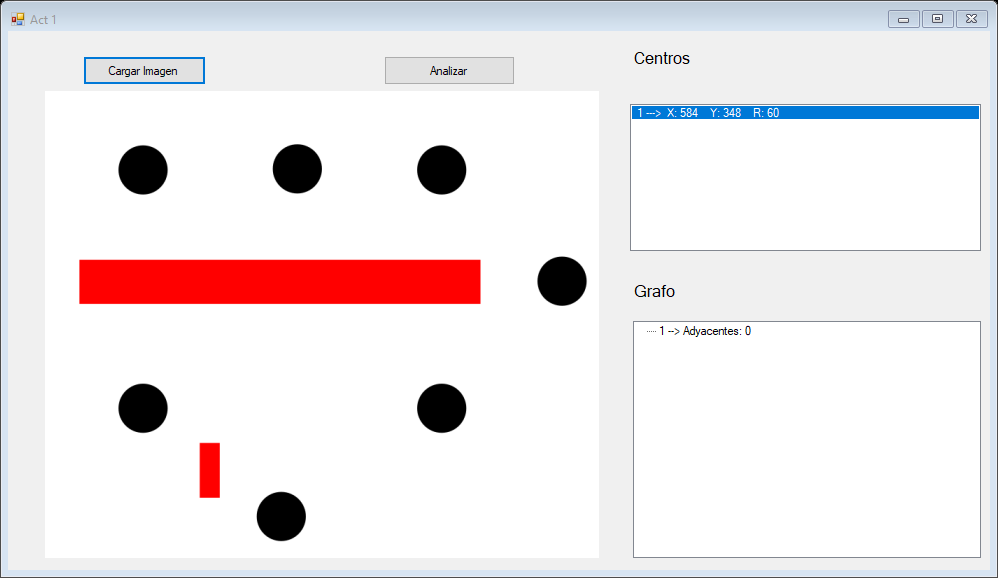 Act 1
Cargar Imagen
Analizar
Centros
1 ---> X: 584 Y: 348 R: 60
Grafo
1 --> Adyacentes: 0